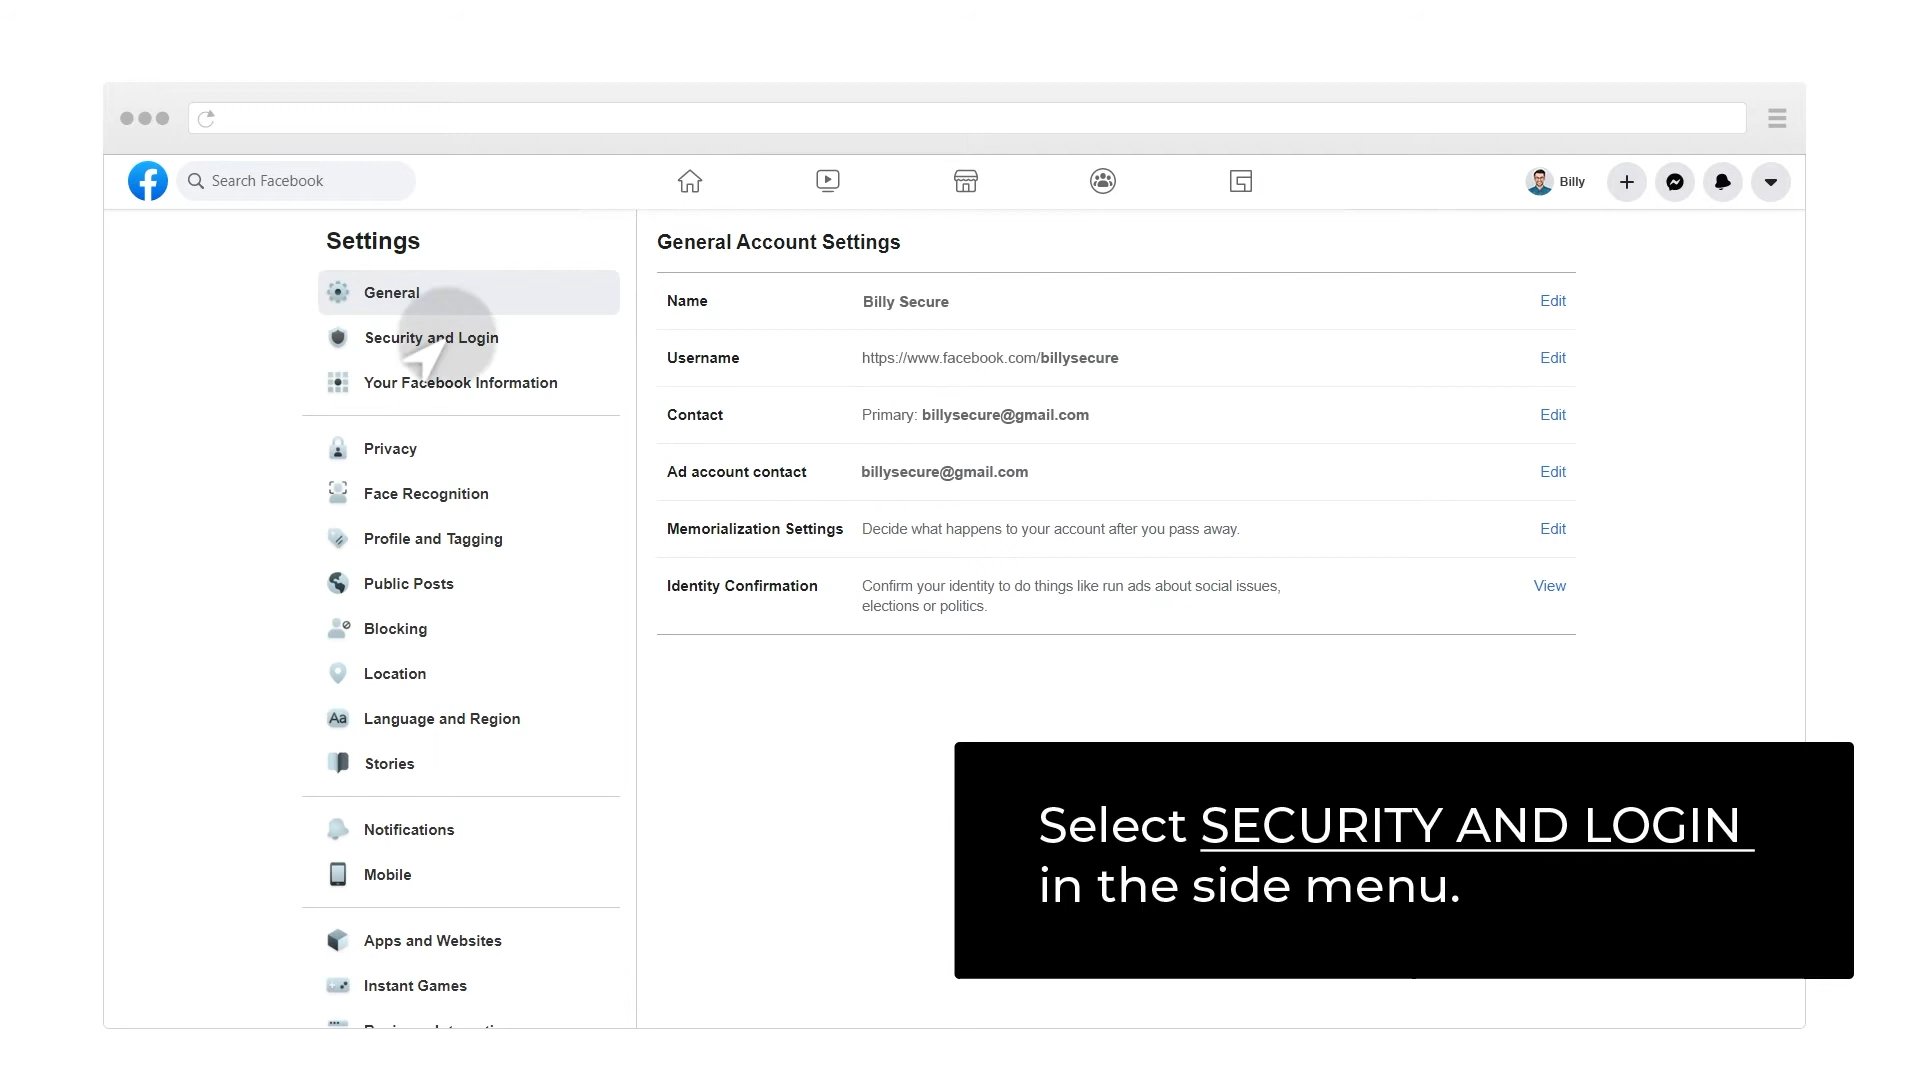 Search Facebook
Billy
Settings
General
Security and Login
Your Facebook Information
Privacy
Face Recognition
Profile and Tagging
Public Posts
Blocking
Location
Aa Language and Region
Stories
Notifications
Mobile
Apps and Websites
Instant Games
General Account Settings
Name Billy Secure Edit
Username https://www.facebook.com/billysecure Edit
Contact Primary: billysecure@gmail.com Edit
Ad account contact billysecure@gmail.com Edit
Memorialization Settings Decide what happens to your account after you pass away. Edit
Identity Confirmation Confirm your identity to do things like run ads about social issues, View
elections or politics.
Select SECURITY AND LOGIN
in the side menu.